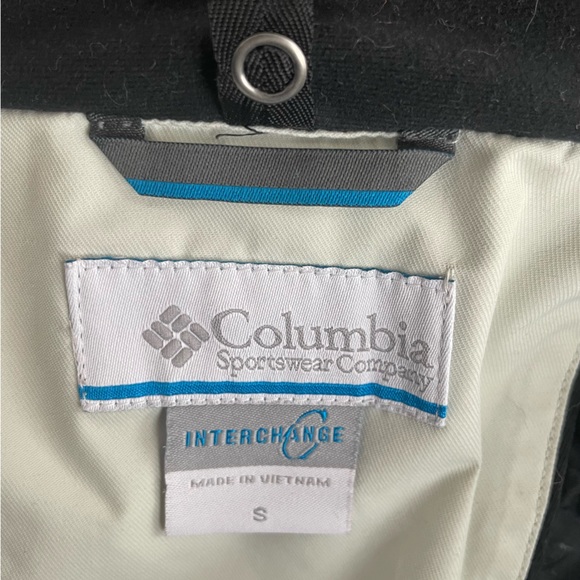 Columbia
Sportswear Company
INTERCHANGE
MADE IN VIETNAM
S